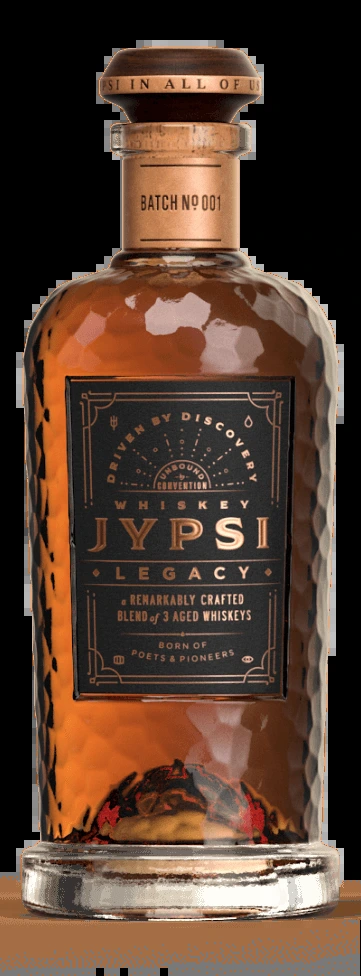 PSI IN ALL OF U
BATCH Nº 001
DRIVEN BY DISCOVERY
UNBOUND
BY
CONVENTION
WHISKEY
JYPSI
LEGACY
a REMARKABLY CRAFTED
BLEND of 3 AGED WHISKEYS
BORN OF
POETS & PIONEERS